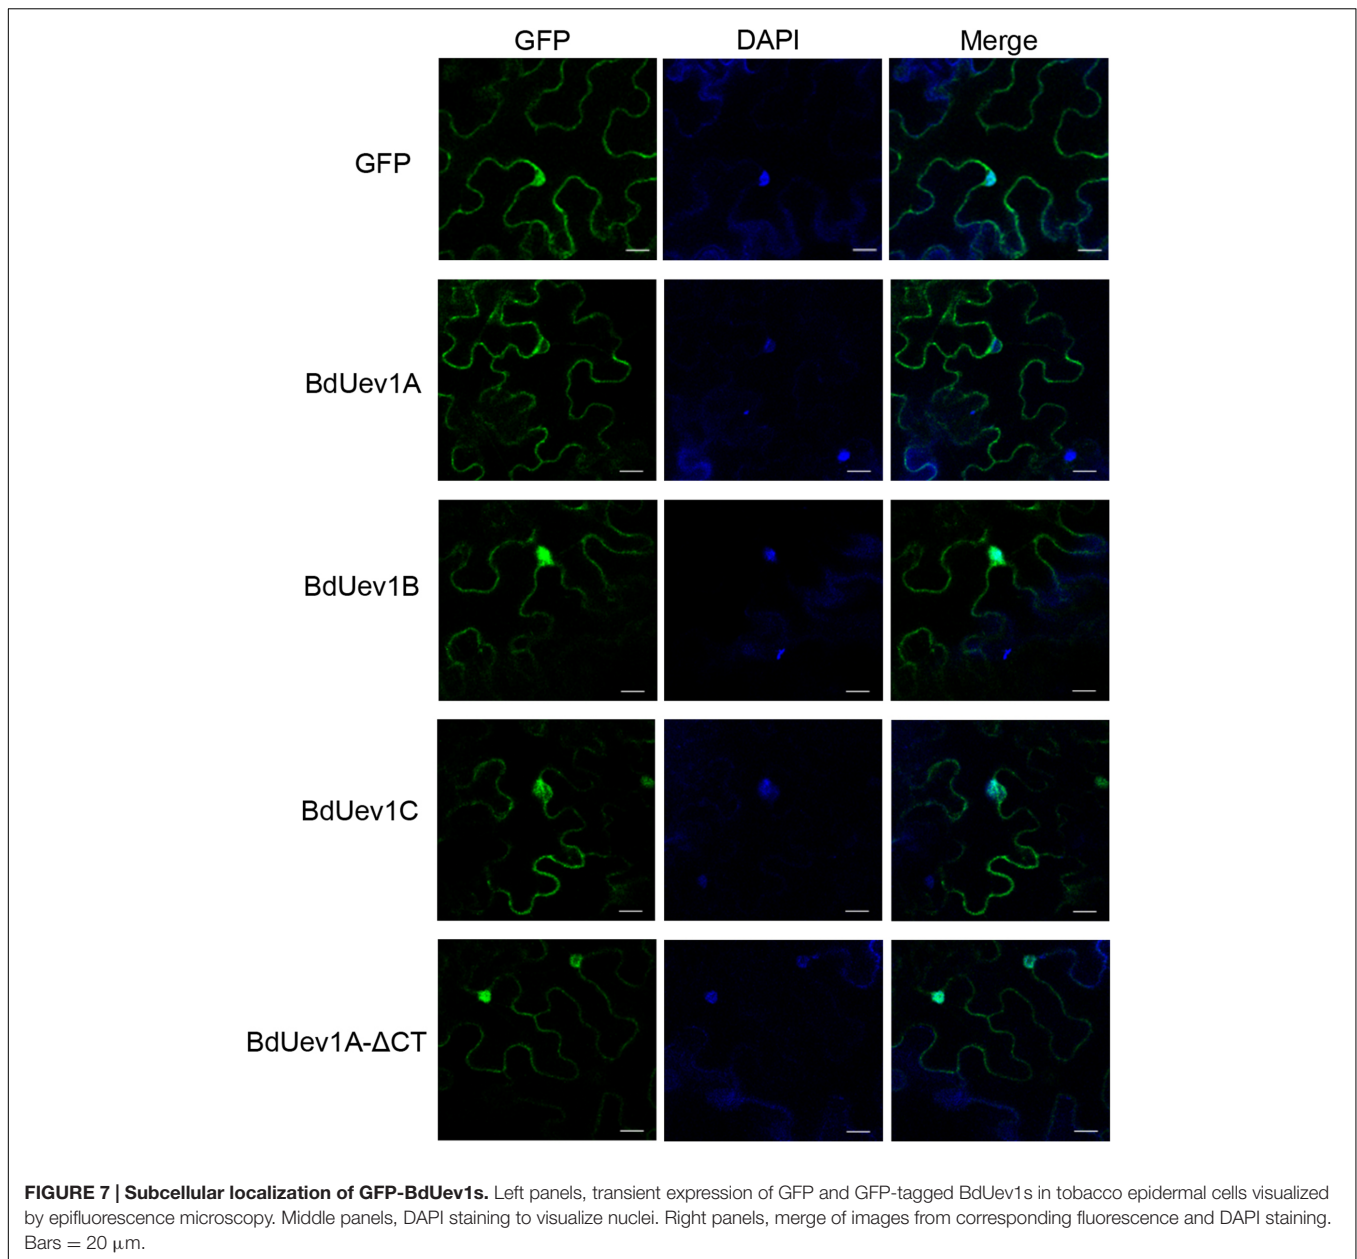 GFP DAPI Merge
GFP
BdUev1A
BdUev1B
BdUev1C
BdUev1A-ΔCT
FIGURE 7 | Subcellular localization of GFP-BdUev1s. Left panels, transient expression of GFP and GFP-tagged BdUev1s in tobacco epidermal cells visualized
by epifluorescence microscopy. Middle panels, DAPI staining to visualize nuclei. Right panels, merge of images from corresponding fluorescence and DAPI staining.
Bars = 20 μm.